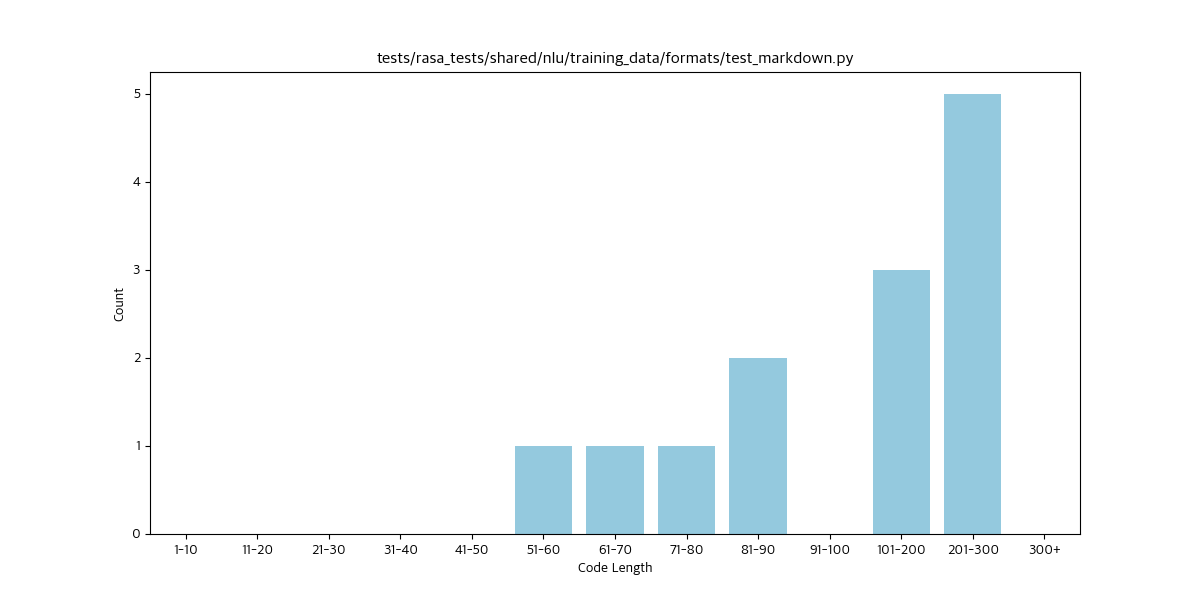 tests/rasa_tests/shared/nlu/training_data/formats/test_markdown.py
Count
5
4
3
2
1
0
1-10 11-20 21-30 31-40 41-50 51-60 61-70 71-80 81-90 91-100 101-200 201-300 300+
Code Length